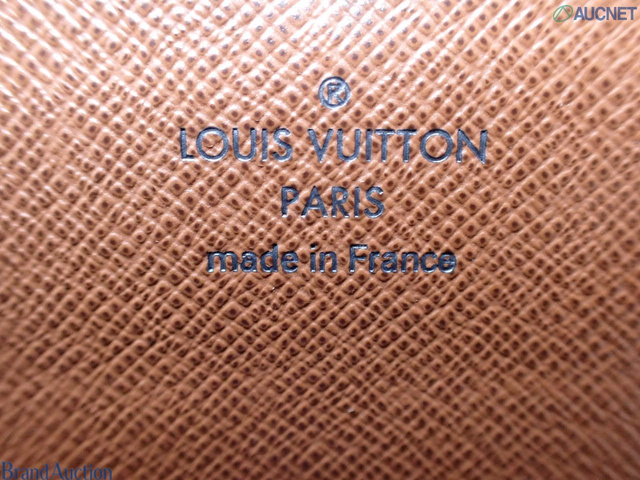 AUCNET
®
LOUIS VUITTON
PARIS
made in France
Brand Auction